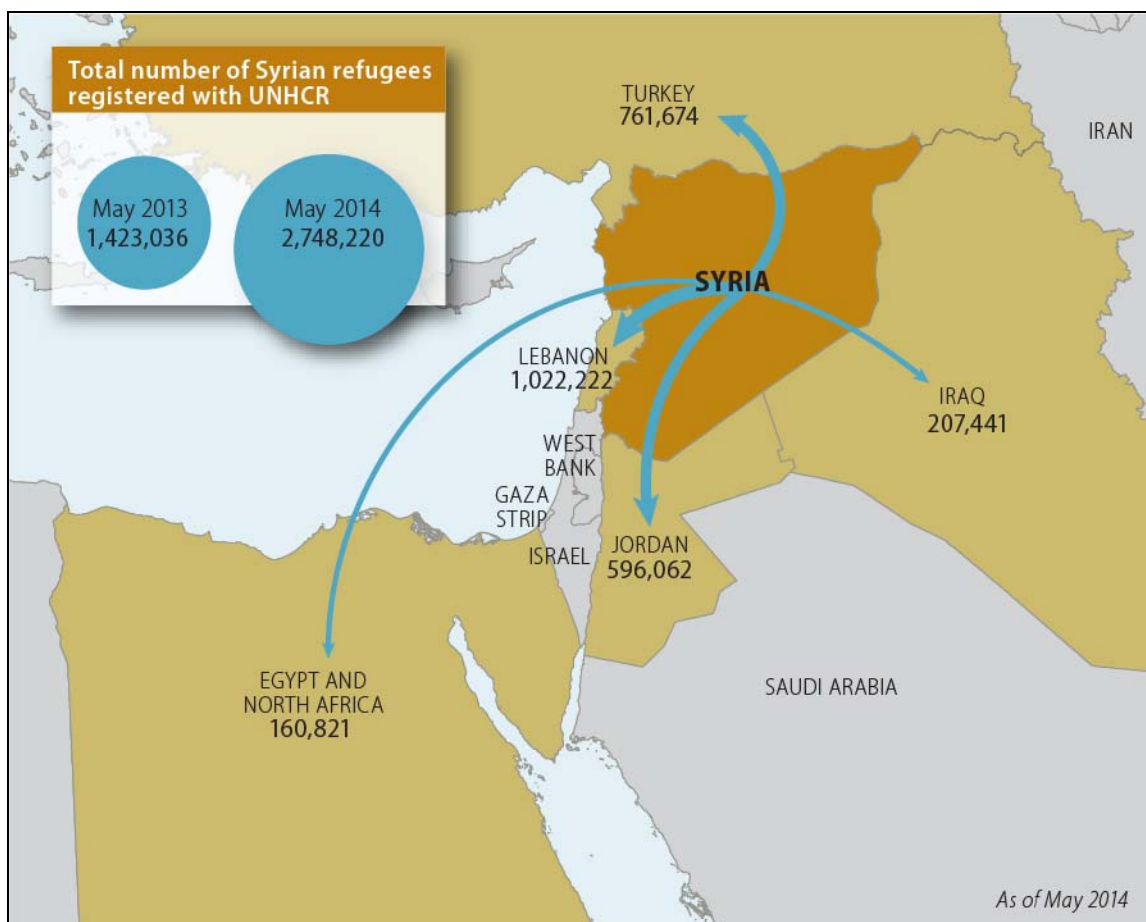 Total number of Syrian refugees
registered with UNHCR
May 2013
1,423,036
May 2014
2,748,220
TURKEY
761,674
IRAN
SYRIA
LEBANON
1,022,222
IRAQ
207,441
WEST
BANK
GAZA
STRIP
ISRAEL
JORDAN
596,062
EGYPT AND
NORTH AFRICA
160,821
SAUDI ARABIA
As of May 2014